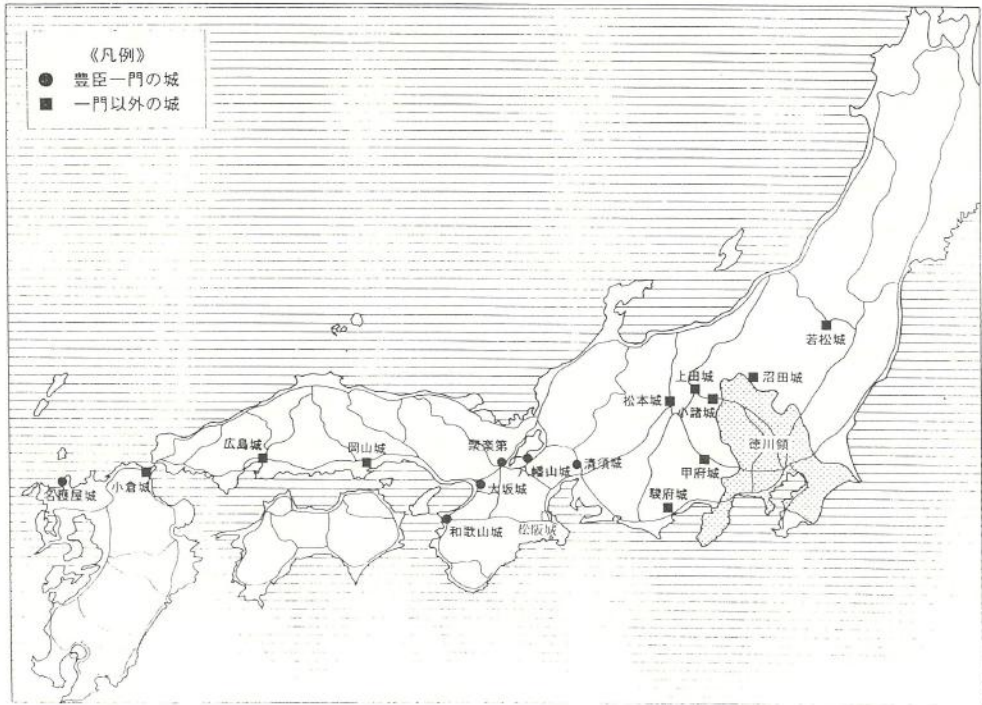 《凡例》
● 豊臣一門の城
■ 一門以外の城
若松城
沼田城
上田城
小諸城
松本城
徳川領
甲府城
駿府城
清須城
八幡山城
聚楽第
大坂城
松阪城
和歌山城
岡山城
広島城
小倉城
名護屋城